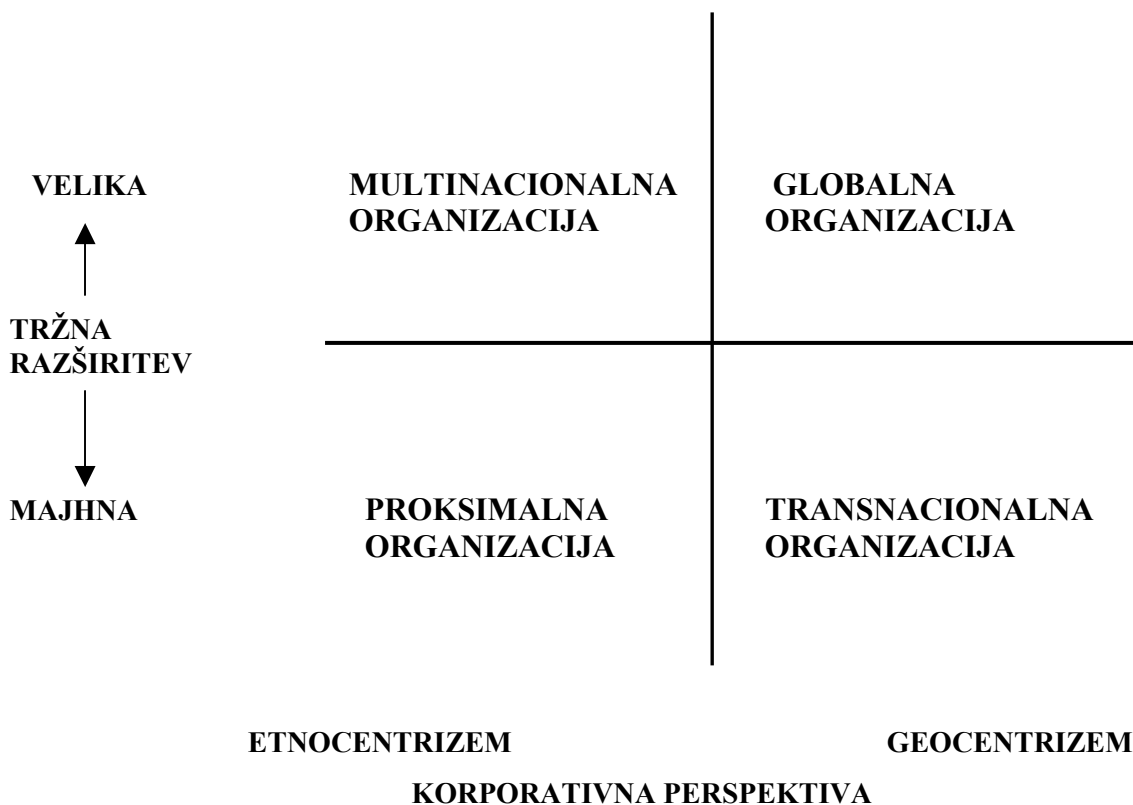 VELIKA
MULTINACIONALNA
ORGANIZACIJA
GLOBALNA
ORGANIZACIJA
TRŽNA
RAZŠIRITEV
MAJHNA
PROKSIMALNA
ORGANIZACIJA
TRANSNACIONALNA
ORGANIZACIJA
ETNOCENTRIZEM
GEOCENTRIZEM
KORPORATIVNA PERSPEKTIVA